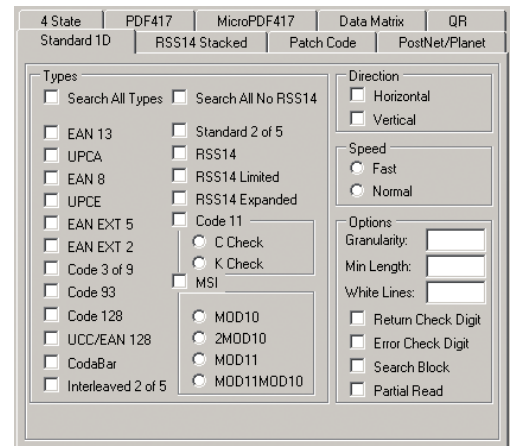 4 State
PDF417
MicroPDF417
Data Matrix
QR
Standard 1D
RSS14 Stacked
Patch Code
PostNet/Planet
Types
Search All Types
Search All No RSS14
EAN 13
UPCA
EAN 8
UPCE
EAN EXT 5
EAN EXT 2
Code 3 of 9
Code 93
Code 128
UCC/EAN 128
CodaBar
Interleaved 2 of 5
Standard 2 of 5
RSS14
RSS14 Limited
RSS14 Expanded
Code 11
C Check
K Check
MSI
MOD10
2MOD10
MOD11
MOD11MOD10
Direction
Horizontal
Vertical
Speed
Fast
Normal
Options
Granularity:
Min Length:
White Lines:
Return Check Digit
Error Check Digit
Search Block
Partial Read